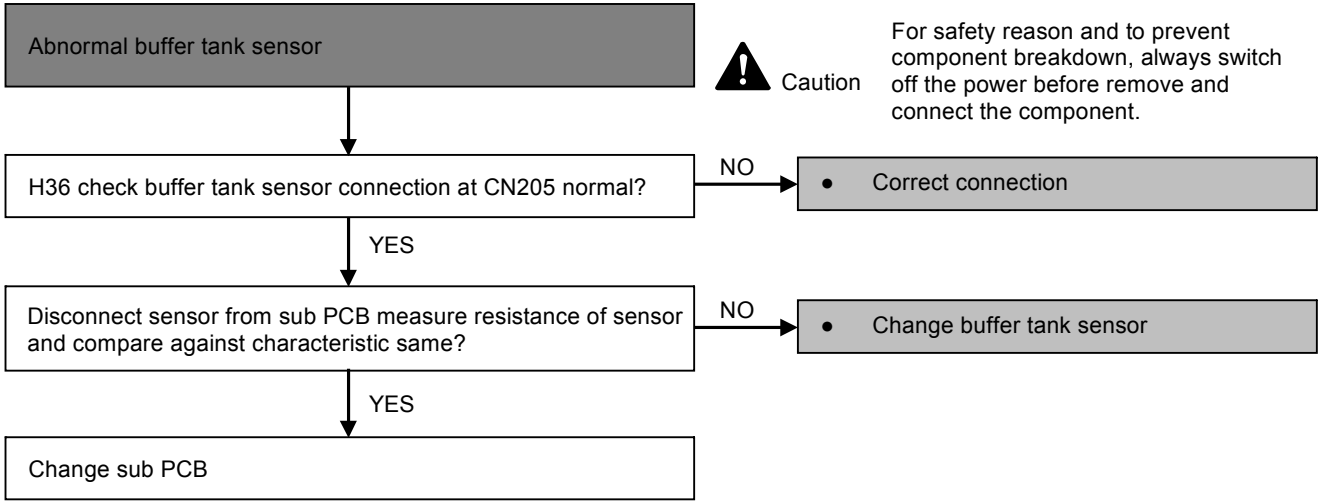 Abnormal buffer tank sensor
Caution
For safety reason and to prevent
component breakdown, always switch
off the power before remove and
connect the component.
H36 check buffer tank sensor connection at CN205 normal?
NO
● Correct connection
YES
Disconnect sensor from sub PCB measure resistance of sensor
and compare against characteristic same?
NO
● Change buffer tank sensor
YES
Change sub PCB